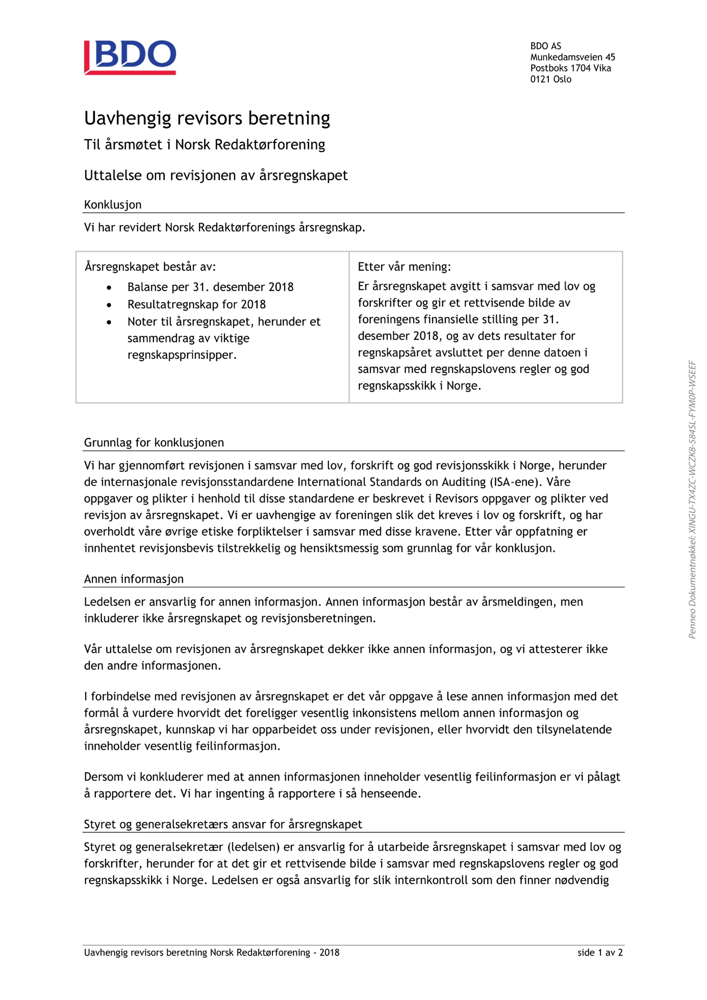 BDO
BDO AS
Munkedamsveien 45
Postboks 1704 Vika
0121 Oslo
Uavhengig revisors beretning
Til årsmøtet i Norsk Redaktørforening
Uttalelse om revisjonen av årsregnskapet
Konklusjon
Vi har revidert Norsk Redaktørforenings årsregnskap.
Årsregnskapet består av:
• Balanse per 31. desember 2018
• Resultatregnskap for 2018
• Noter til årsregnskapet, herunder et
sammendrag av viktige
regnskapsprinsipper.
Etter vår mening:
Er årsregnskapet avgitt i samsvar med lov og
forskrifter og gir et rettvisende bilde av
foreningens finansielle stilling per 31.
desember 2018, og av dets resultater for
regnskapsåret avsluttet per denne datoen i
samsvar med regnskapslovens regler og god
regnskapsskikk i Norge.
Grunnlag for konklusjonen
Vi har gjennomført revisjonen i samsvar med lov, forskrift og god revisjonsskikk i Norge, herunder
de internasjonale revisjonsstandardene International Standards on Auditing (ISA-ene). Våre
oppgaver og plikter i henhold til disse standardene er beskrevet i Revisors oppgaver og plikter ved
revisjon av årsregnskapet. Vi er uavhengige av foreningen slik det kreves i lov og forskrift, og har
overholdt våre øvrige etiske forpliktelser i samsvar med disse kravene. Etter vår oppfatning er
innhentet revisjonsbevis tilstrekkelig og hensiktsmessig som grunnlag for vår konklusjon.
Annen informasjon
Ledelsen er ansvarlig for annen informasjon. Annen informasjon består av årsmeldingen, men
inkluderer ikke årsregnskapet og revisjonsberetningen.
Vår uttalelse om revisjonen av årsregnskapet dekker ikke annen informasjon, og vi attesterer ikke
den andre informasjonen.
I forbindelse med revisjonen av årsregnskapet er det vår oppgave å lese annen informasjon med det
formål å vurdere hvorvidt det foreligger vesentlig inkonsistens mellom annen informasjon og
årsregnskapet, kunnskap vi har opparbeidet oss under revisjonen, eller hvorvidt den tilsynelatende
inneholder vesentlig feilinformasjon.
Dersom vi konkluderer med at annen informasjonen inneholder vesentlig feilinformasjon er vi pålagt
å rapportere det. Vi har ingenting å rapportere i så henseende.
Styret og generalsekretærs ansvar for årsregnskapet
Styret og generalsekretær (ledelsen) er ansvarlig for å utarbeide årsregnskapet i samsvar med lov og
forskrifter, herunder for at det gir et rettvisende bilde i samsvar med regnskapslovens regler og god
regnskapsskikk i Norge. Ledelsen er også ansvarlig for slik internkontroll som den finner nødvendig
Uavhengig revisors beretning Norsk Redaktørforening - 2018
side 1 av 2
Penneo Dokumentnøkkel: XINGU-TX4ZC-WCZK8-584SL-FYM0P-WSEEF